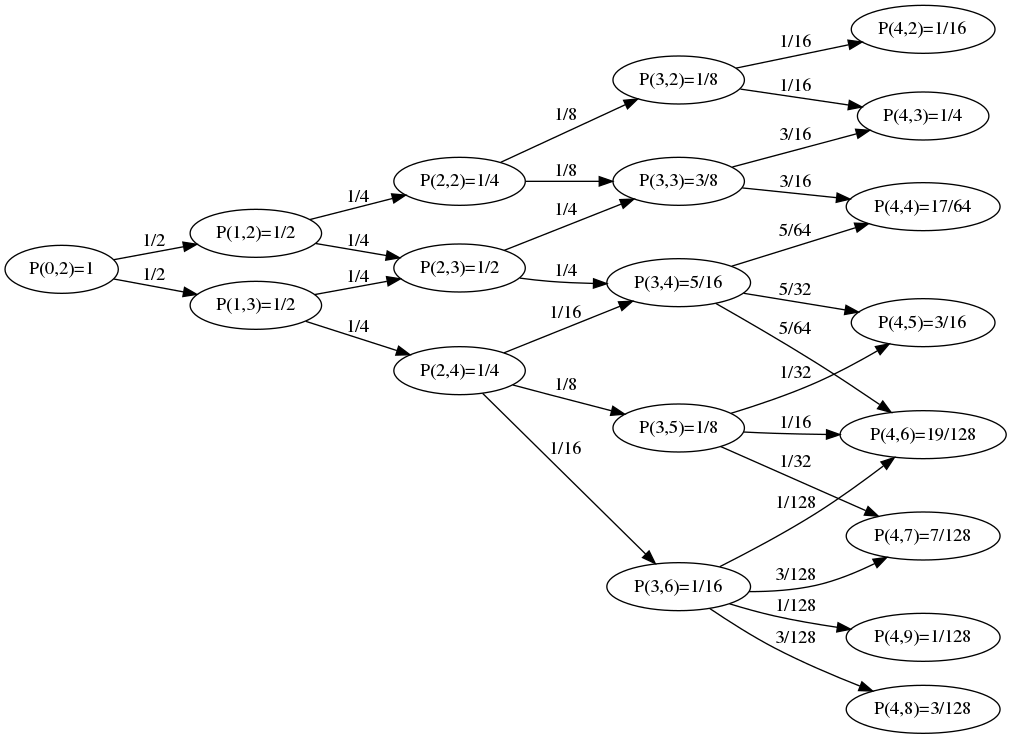 P(0,2)=1
1/2
1/2
P(1,2)=1/2
P(1,3)=1/2
1/4
1/4
1/4
1/4
P(2,2)=1/4
P(2,3)=1/2
P(2,4)=1/4
1/8
1/8
1/4
1/4
1/16
1/8
1/16
P(3,2)=1/8
P(3,3)=3/8
P(3,4)=5/16
P(3,5)=1/8
P(3,6)=1/16
1/16
1/16
3/16
3/16
5/64
5/32
5/64
1/32
1/16
1/32
1/128
3/128
1/128
3/128
P(4,2)=1/16
P(4,3)=1/4
P(4,4)=17/64
P(4,5)=3/16
P(4,6)=19/128
P(4,7)=7/128
P(4,9)=1/128
P(4,8)=3/128